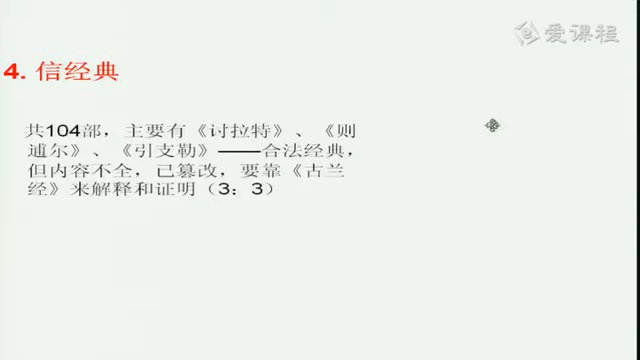 爱课程
4. 信经典
共104部，主要有《讨拉特》、《则
逋尔》、《引支勒》——合法经典，
但内容不全，己篡改，要靠《古兰
经》来解释和证明（3：3）